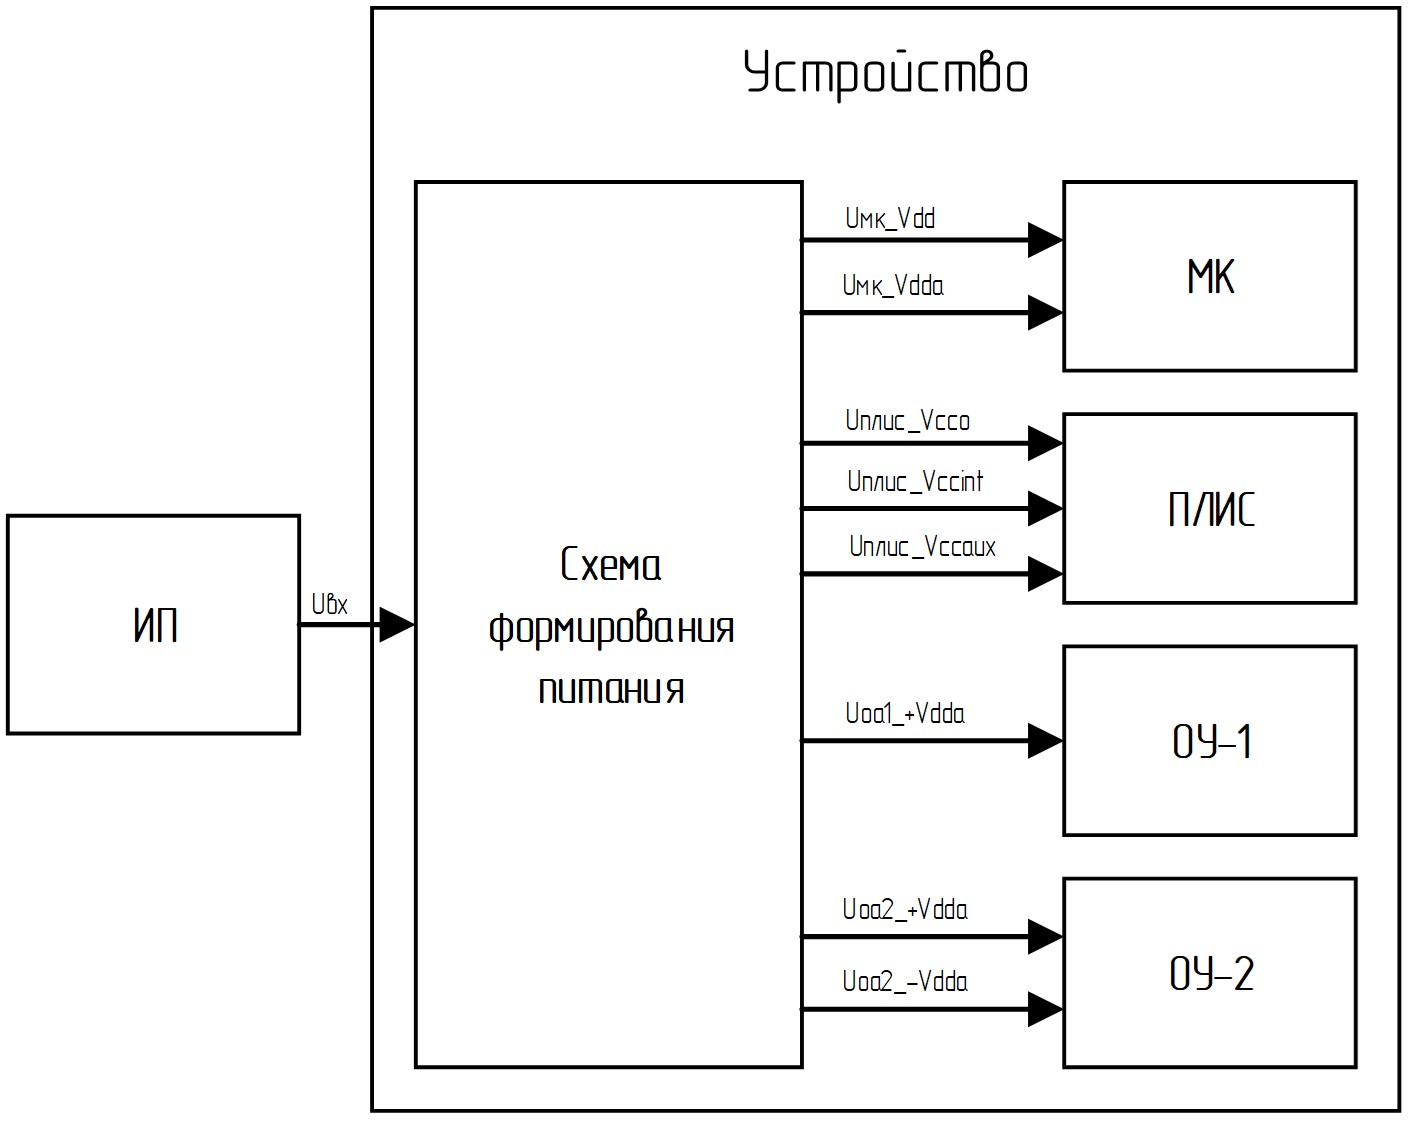 Устройство
Uмк_Vdd
МК
Uмк_Vdda
Uплис_Vcco
Uплис_Vccint
ПЛИС
Uплис_Vccaux
ИП
Uвх
Схема
формирования
питания
Uoa1_+Vdda
ОУ-1
Uoa2_+Vdda
Uoa2_-Vdda
ОУ-2